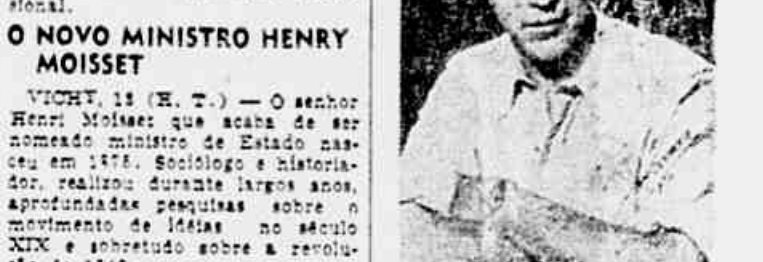 sional.
O NOVO MINISTRO HENRY
MOISSET
VICHY, 18 (H. T.) — O senhor
Henri Moisset que acaba de ser
nomeado ministro de Estado nas-
ceu em 1875. Sociólogo e historia-
dor, realizou durante largos anos,
aprofundadas pesquisas sobre o
movimento de idéias no século
XIX e sobretudo sobre a revolu-